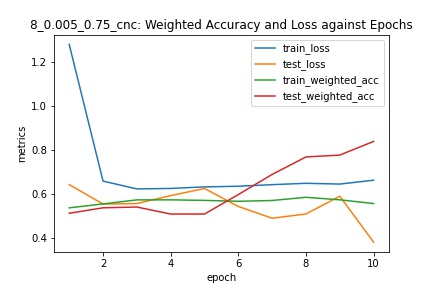 8_0.005_0.75_cnc: Weighted Accuracy and Loss against Epochs
train_loss
test_loss
train_weighted_acc
test_weighted_acc
metrics
1.2
1.0
0.8
0.6
0.4
2 4 6 8 10
epoch